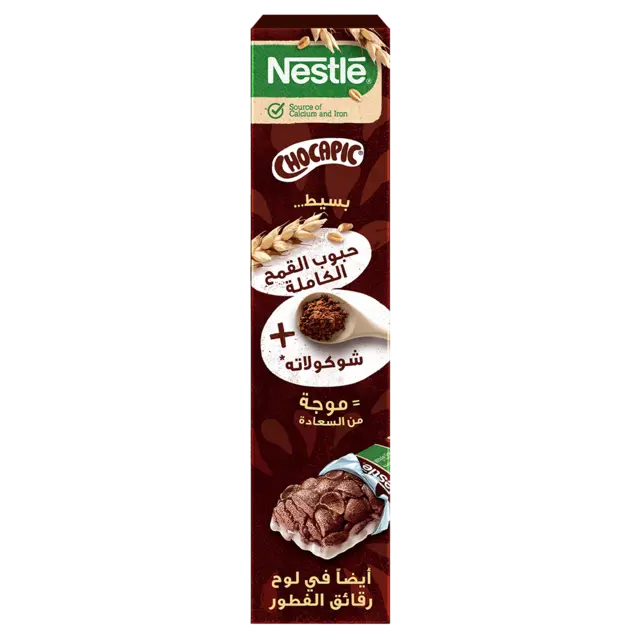 Nestlé
Source of
Calcium and Iron
CHOCAPIC
بسيط...
حبوب القمح
الكاملة
+
شوكولاته*
= موجة
من السعادة
Nestlé
أيضاً في لوح
رقائق الفطور